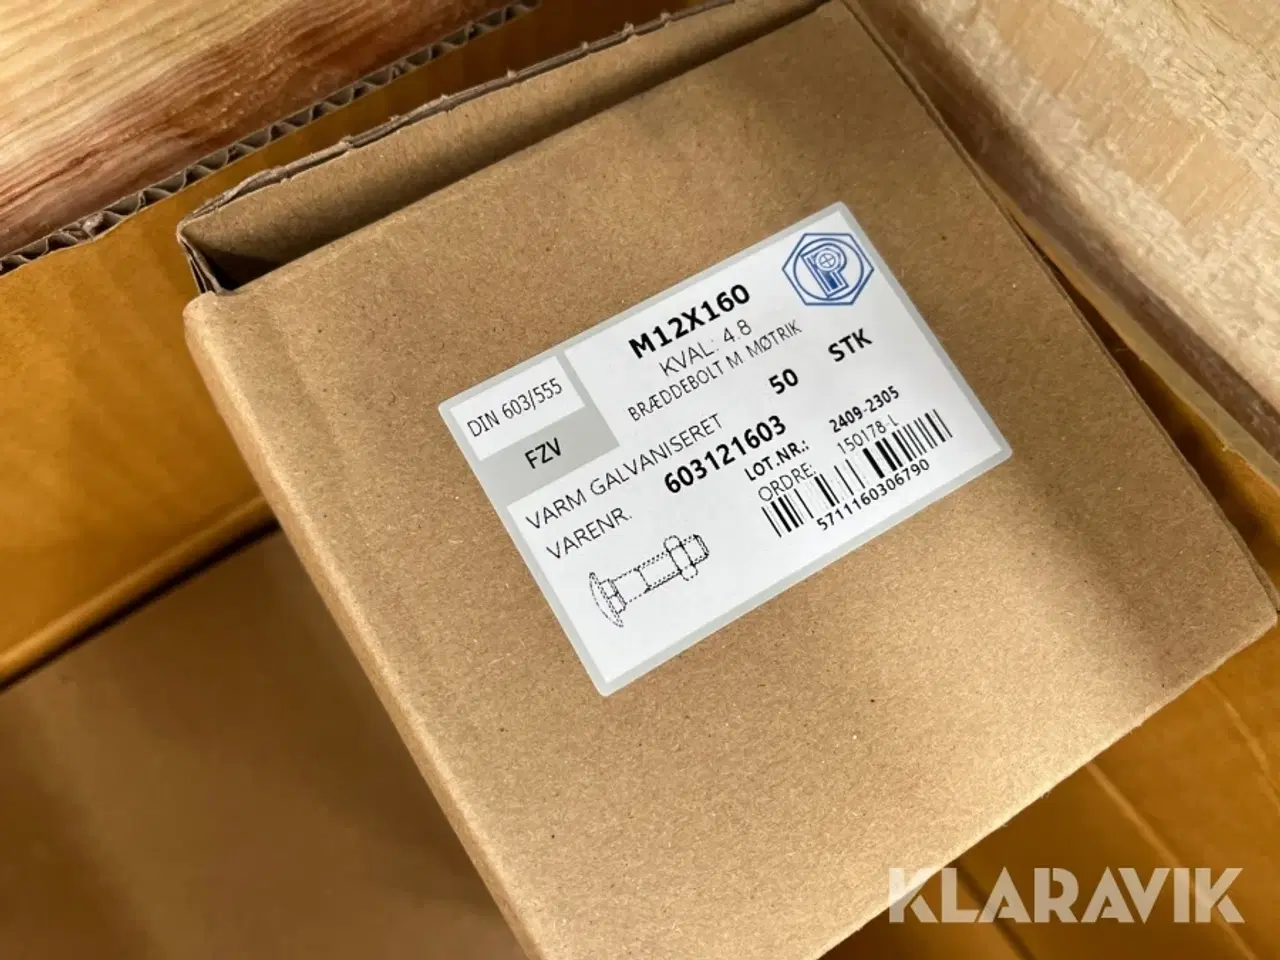 M12X160
KVAL: 4.8
BRÆDDEBOLT M MØTRIK
DIN 603/555
FZV
50 STK
VARM GALVANISERET
VARENR. 603121603
LOT.NR.: 2409-2305
ORDRE: 150178-L
5711160306790
KLARAVIK